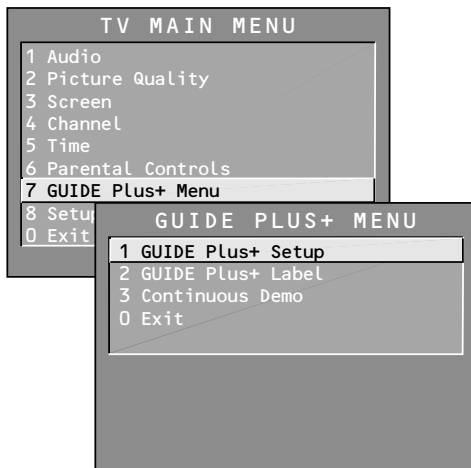 TV MAIN MENU
1 Audio
2 Picture Quality
3 Screen
4 Channel
5 Time
6 Parental Controls
7 GUIDE Plus+ Menu
8 Setup
0 Exit
GUIDE PLUS+ MENU
1 GUIDE Plus+ Setup
2 GUIDE Plus+ Label
3 Continuous Demo
0 Exit